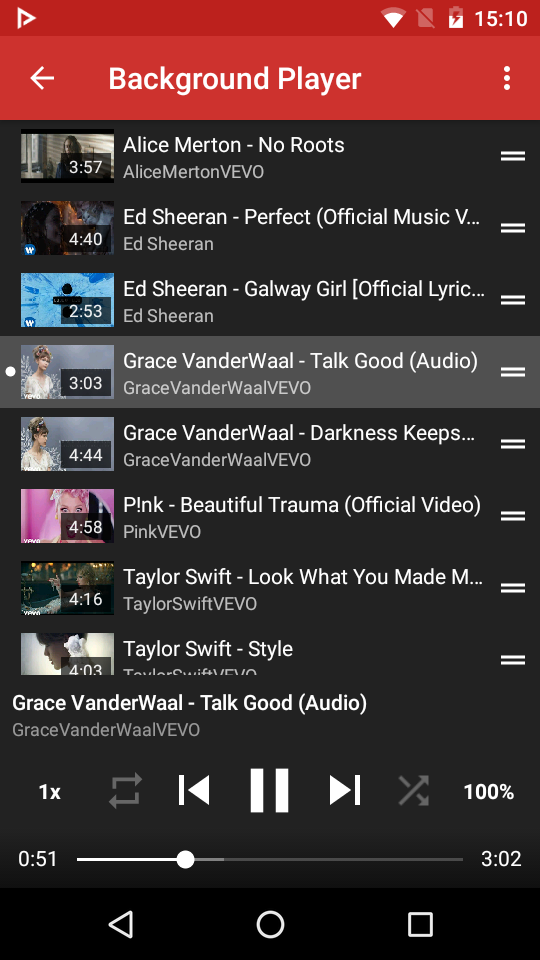 15:10
Background Player
Alice Merton - No Roots
3:57
AliceMertonVEVO
Ed Sheeran - Perfect (Official Music V...
4:40
Ed Sheeran
Ed Sheeran - Galway Girl [Official Lyric...
2:53
Ed Sheeran
Grace VanderWaal - Talk Good (Audio)
3:03
GraceVanderWaalVEVO
vevo
Grace VanderWaal - Darkness Keeps...
4:44
GraceVanderWaalVEVO
P!nk - Beautiful Trauma (Official Video)
4:58
PinkVEVO
vevo
Taylor Swift - Look What You Made M...
4:16
TaylorSwiftVEVO
vevo
Taylor Swift - Style
4:03
TaylorSwiftVEVO
Grace VanderWaal - Talk Good (Audio)
GraceVanderWaalVEVO
1x
100%
0:51
3:02